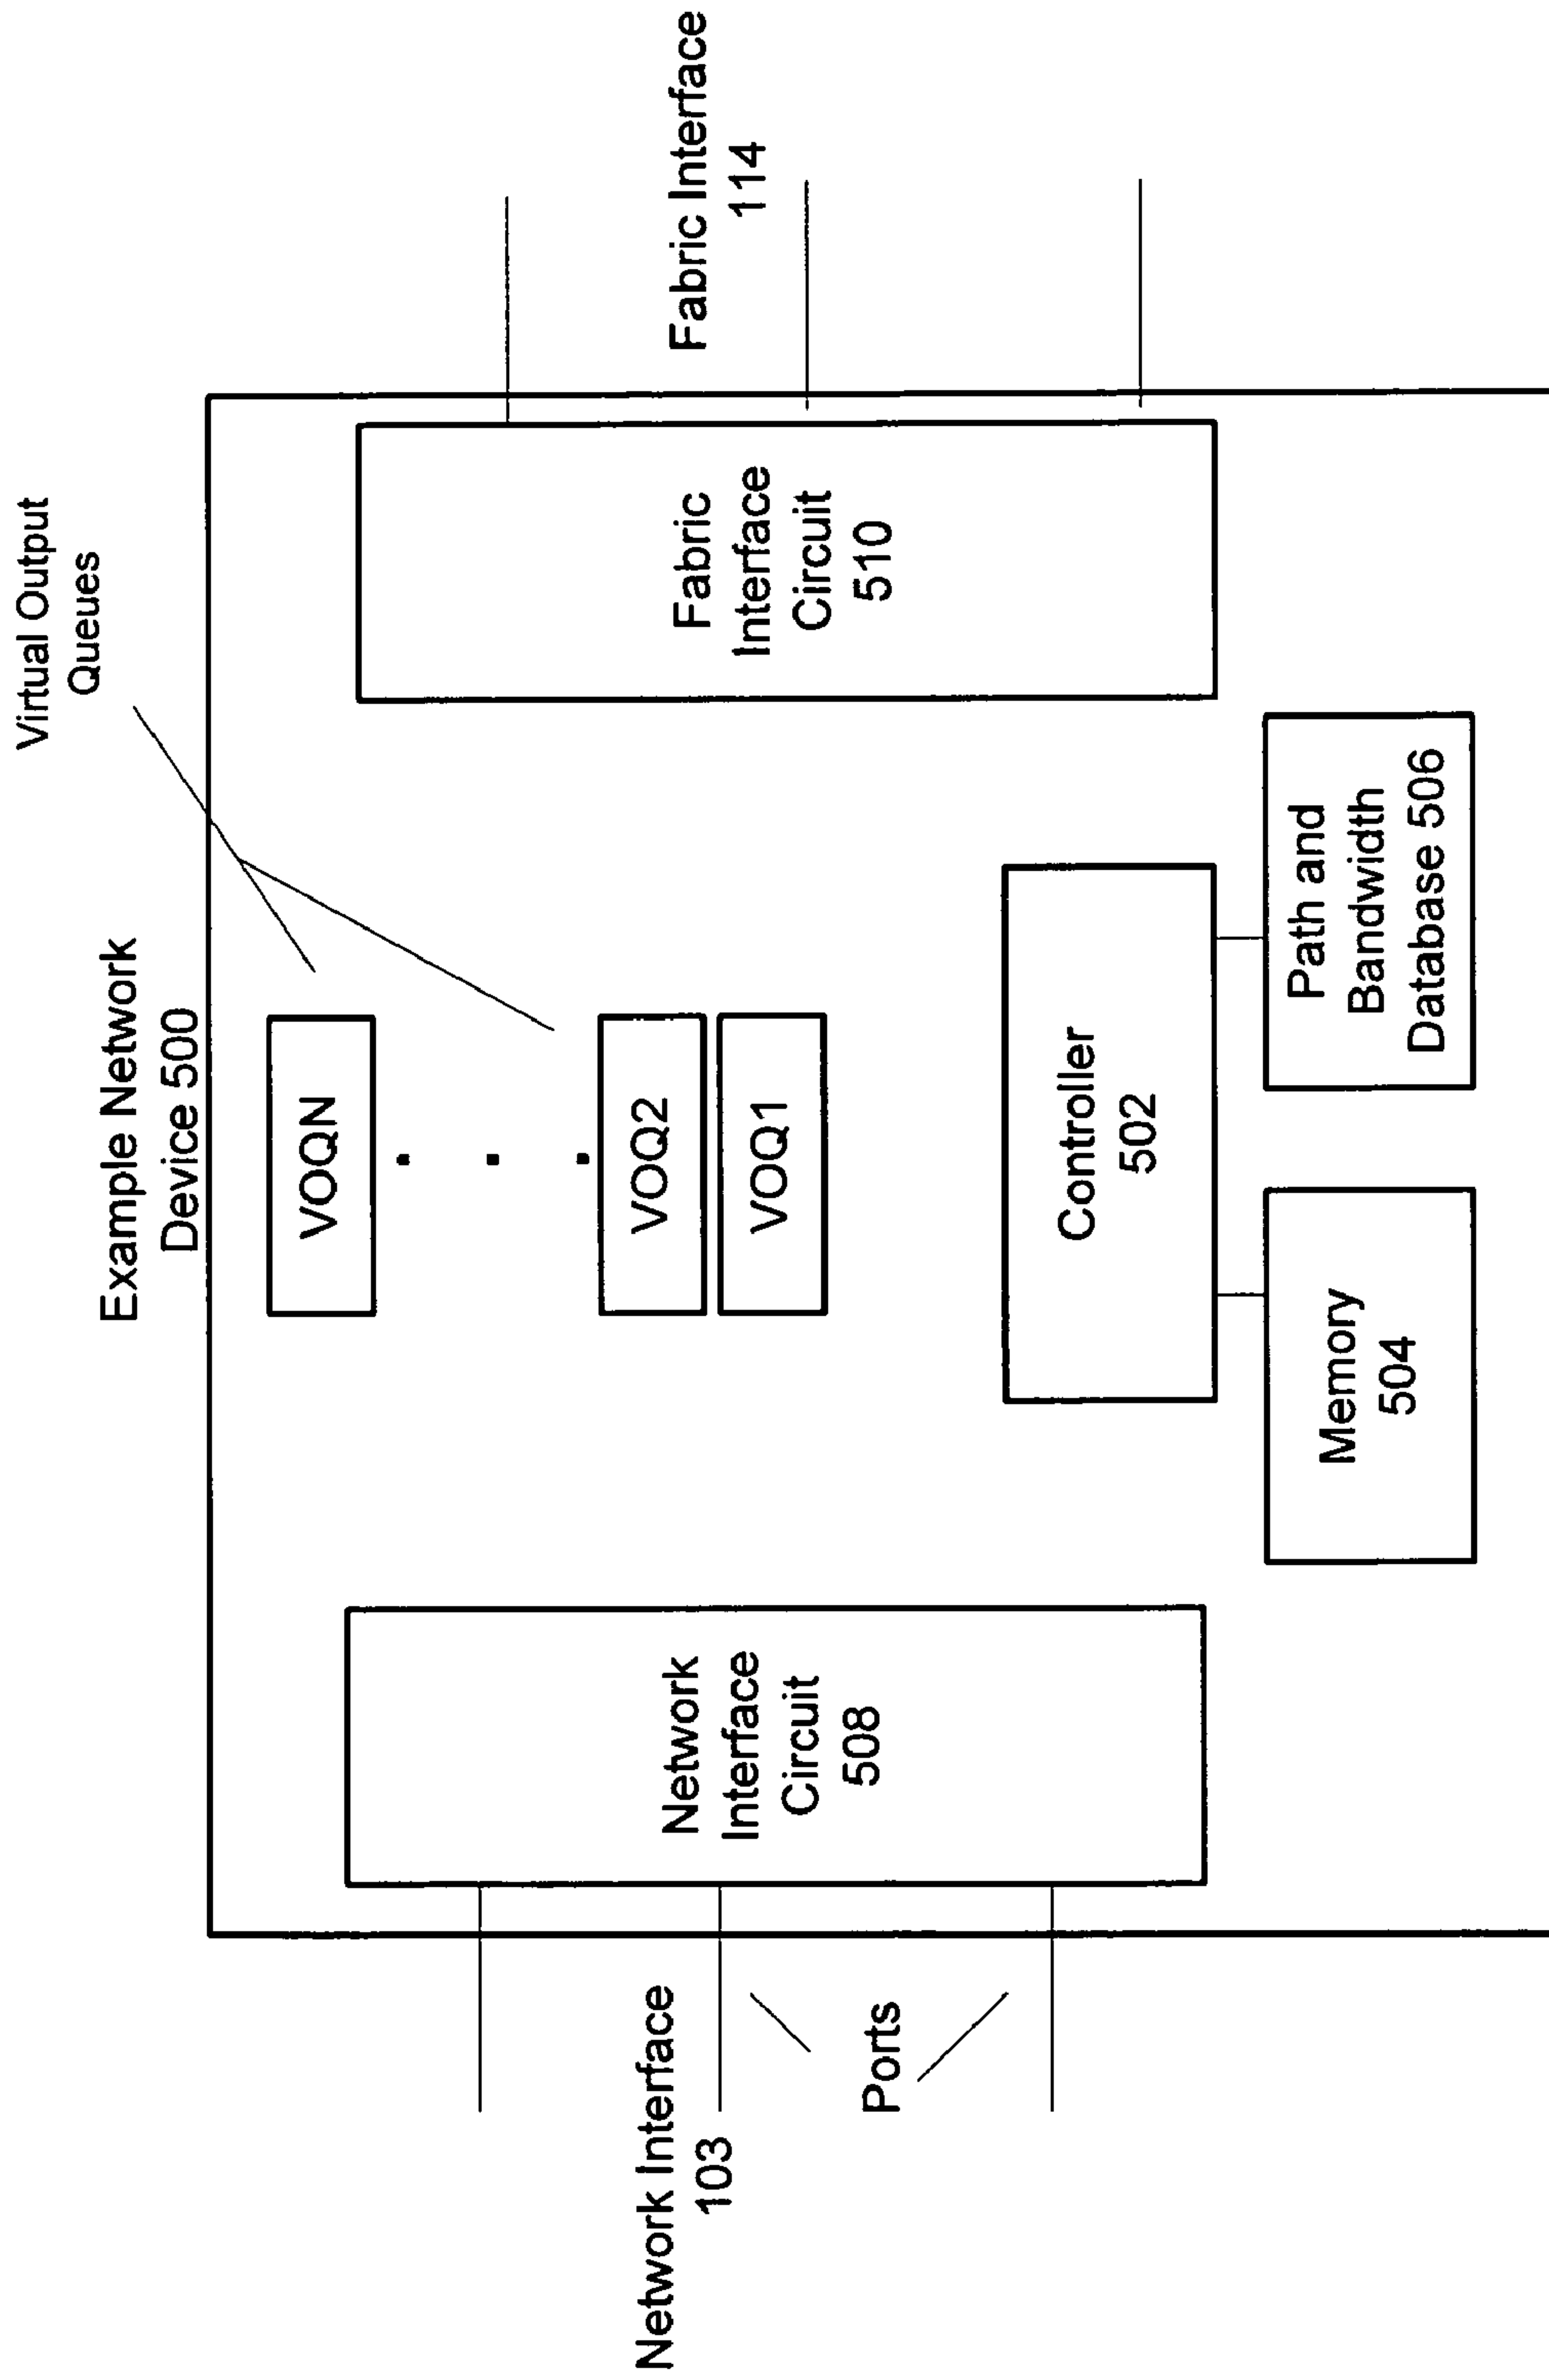 Virtual Output
Queues
Example Network
Device 500
VOQN
VOQ2
VOQ1
Network Interface
103
Ports
Network
Interface
Circuit
508
Fabric
Interface
Circuit
510
Fabric Interface
114
Controller
502
Memory
504
Path and
Bandwidth
Database 506